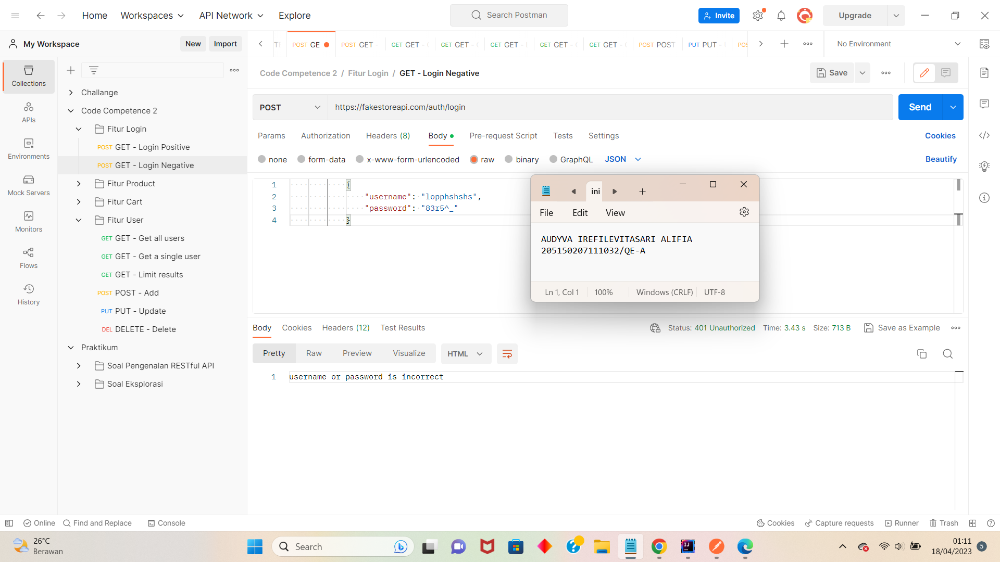 Home Workspaces API Network Explore Search Postman Invite Upgrade
My Workspace New Import
POST GE POST GET - GET GET - GET GET - GET GET - GET GET - GET GET - POST POST PUT PUT - No Environment
Code Competence 2 / Fitur Login / GET - Login Negative Save
Collections
APIs
Environments
Mock Servers
Monitors
Flows
History
Challange
Code Competence 2
Fitur Login
POST GET - Login Positive
POST GET - Login Negative
Fitur Product
Fitur Cart
Fitur User
GET GET - Get all users
GET GET - Get a single user
GET GET - Limit results
POST POST - Add
PUT PUT - Update
DEL DELETE - Delete
Praktikum
Soal Pengenalan RESTful API
Soal Eksplorasi
POST https://fakestoreapi.com/auth/login Send
Params Authorization Headers (8) Body Pre-request Script Tests Settings Cookies
none form-data x-www-form-urlencoded raw binary GraphQL JSON Beautify
1 {
2 "username": "lopphshshs",
3 "password": "83r5^_"
4 }
ini
File Edit View
AUDYVA IREFILEVITASARI ALIFIA
205150207111032/QE-A
Ln 1, Col 1 100% Windows (CRLF) UTF-8
Body Cookies Headers (12) Test Results Status: 401 Unauthorized Time: 3.43 s Size: 713 B Save as Example
Pretty Raw Preview Visualize HTML
1 username or password is incorrect
Online Find and Replace Console Cookies Capture requests Runner Trash
26°C
Berawan
Search
01:11
18/04/2023
5